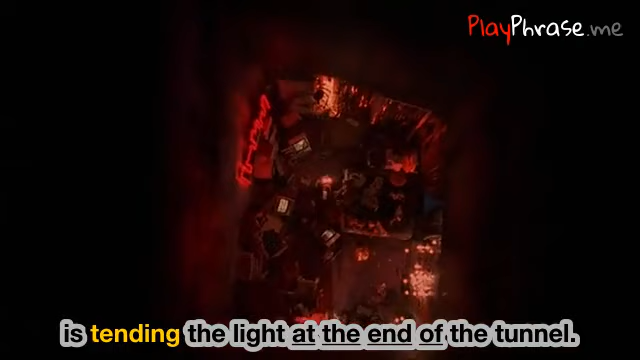 PlayPhrase.me
is tending the light at the end of the tunnel.